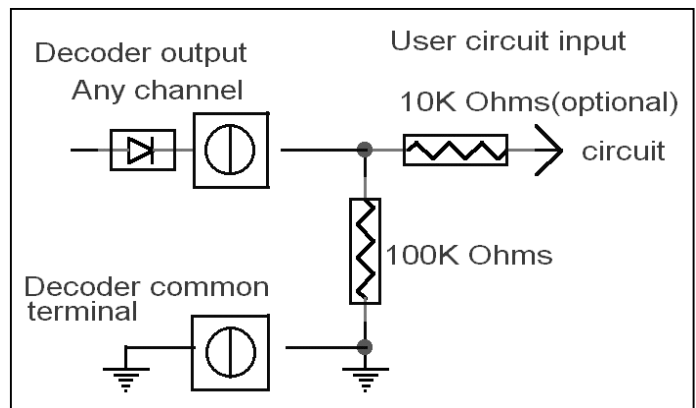 Decoder output
Any channel
User circuit input
10K Ohms(optional)
circuit
100K Ohms
Decoder common
terminal